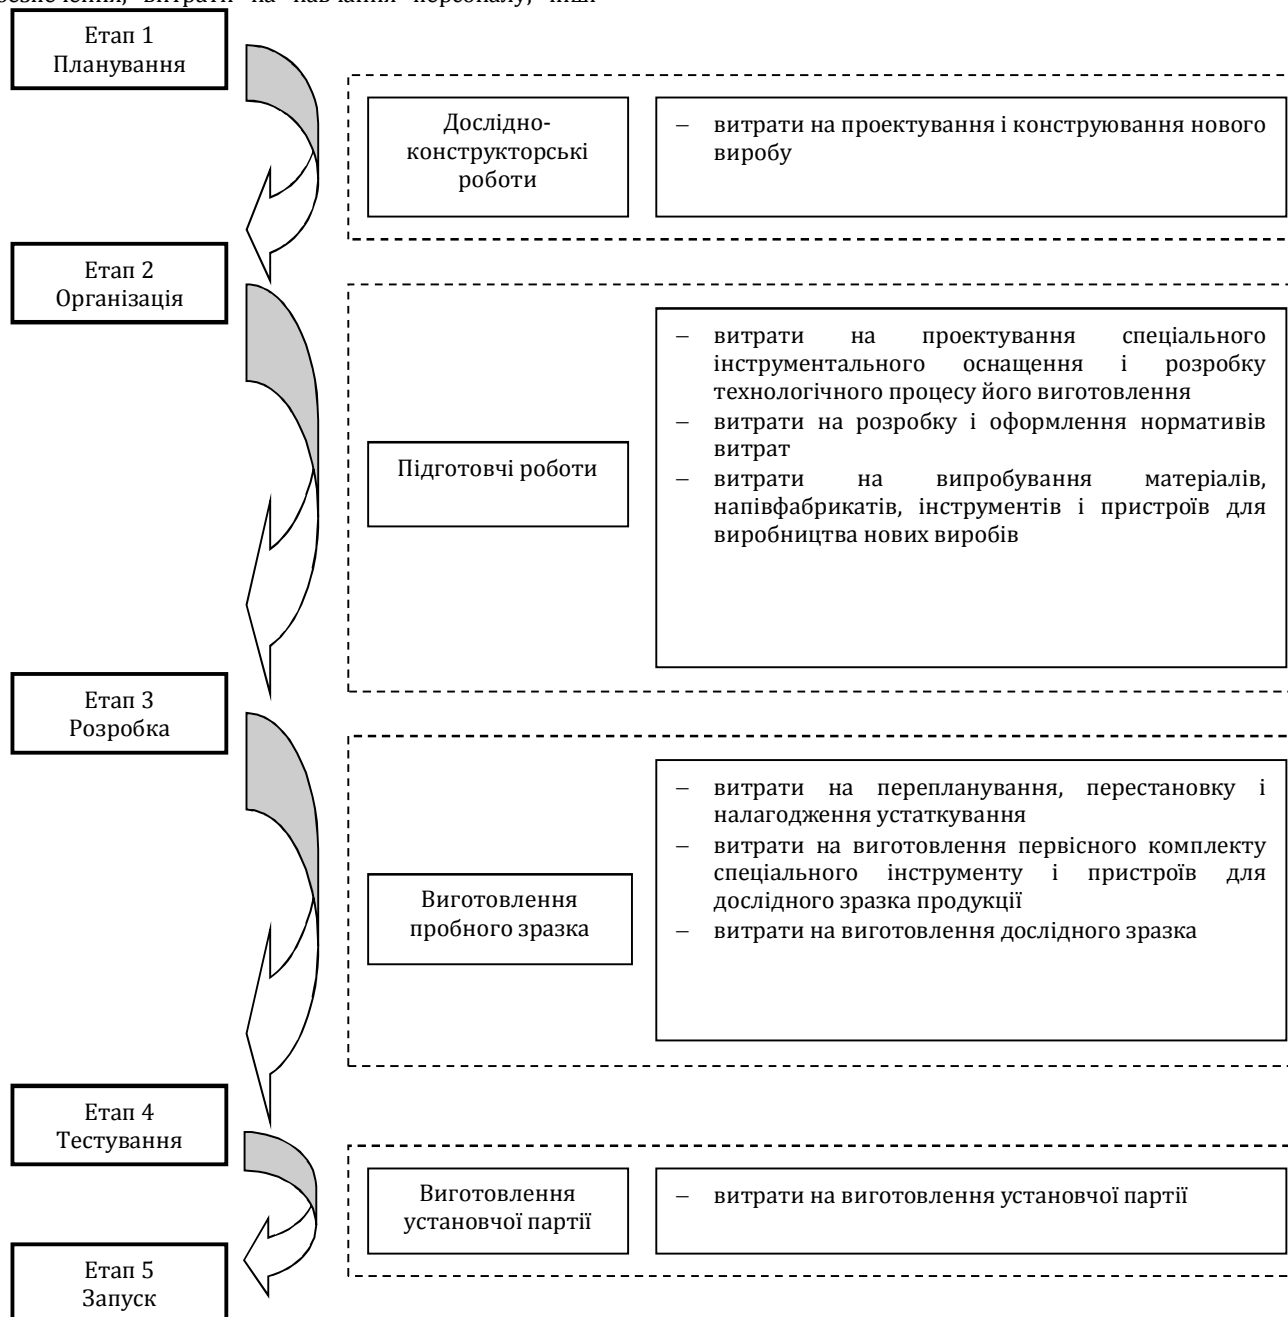 витрати на навчання персоналу,
Етап 1
Планування
Дослідно-
конструкторські
роботи
– витрати на проектування і конструювання нового
виробу
Етап 2
Організація
Підготовчі роботи
– витрати на проектування спеціального
інструментального оснащення і розробку
технологічного процесу його виготовлення
– витрати на розробку і оформлення нормативів
витрат
– витрати на випробування матеріалів,
напівфабрикатів, інструментів і пристроїв для
виробництва нових виробів
Етап 3
Розробка
Виготовлення
пробного зразка
– витрати на перепланування, перестановку і
налагодження устаткування
– витрати на виготовлення первісного комплекту
спеціального інструменту і пристроїв для
дослідного зразка продукції
– витрати на виготовлення дослідного зразка
Етап 4
Тестування
Виготовлення
установчої партії
– витрати на виготовлення установчої партії
Етап 5
Запуск